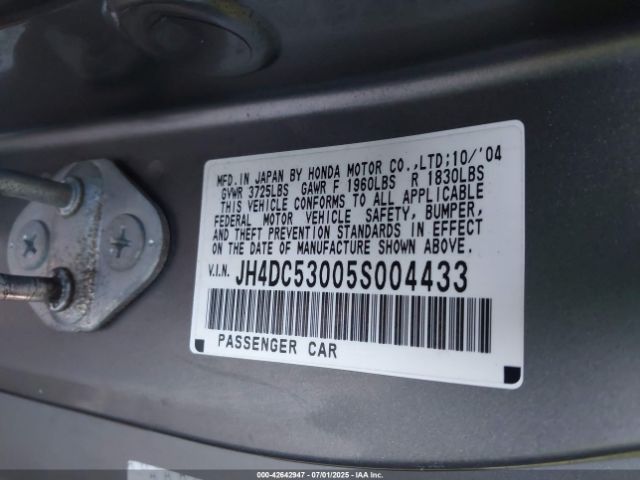 MFD.IN JAPAN BY HONDA MOTOR CO.,LTD;10/'04
GVWR 3725LBS GAWR F 1960LBS R 1830LBS
THIS VEHICLE CONFORMS TO ALL APPLICABLE
FEDERAL MOTOR VEHICLE SAFETY, BUMPER,
AND THEFT PREVENTION STANDARDS IN EFFECT
ON THE DATE OF MANUFACTURE SHOWN ABOVE.
V.I.N. JH4DC53005S004433
PASSENGER CAR
000-42642947 - 07/01/2025 - IAA Inc.